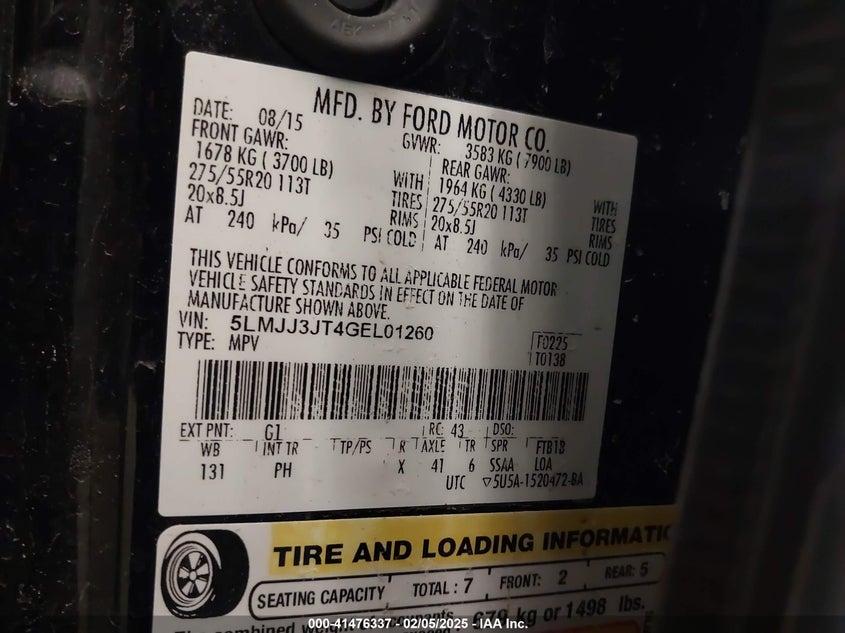 MFD. BY FORD MOTOR CO.
DATE: 08/15 GVWR: 3583 KG ( 7900 LB)
FRONT GAWR: REAR GAWR:
1678 KG ( 3700 LB) WITH 1964 KG ( 4330 LB) WITH
275/55R20 113T TIRES 275/55R20 113T TIRES
20x8.5J RIMS 20x8.5J RIMS
AT 240 kPa/ 35 PSI COLD AT 240 kPa/ 35 PSI COLD
THIS VEHICLE CONFORMS TO ALL APPLICABLE FEDERAL MOTOR
VEHICLE SAFETY STANDARDS IN EFFECT ON THE DATE OF
MANUFACTURE SHOWN ABOVE.
VIN: 5LMJJ3JT4GEL01260
TYPE: MPV F0225
T0138
EXT PNT: G1 RC: 43 DSO:
WB INT TR TP/PS R AXLE TR SPR FTB18
131 PH X 41 6 SSAA LOA
UTC ▽5U5A-1520472-BA
TIRE AND LOADING INFORMATIO
SEATING CAPACITY TOTAL : 7 FRONT: 2 REAR: 5
The combined weight 679 kg or 1498 lbs.
000-41476337 - 02/05/2025 - IAA Inc.